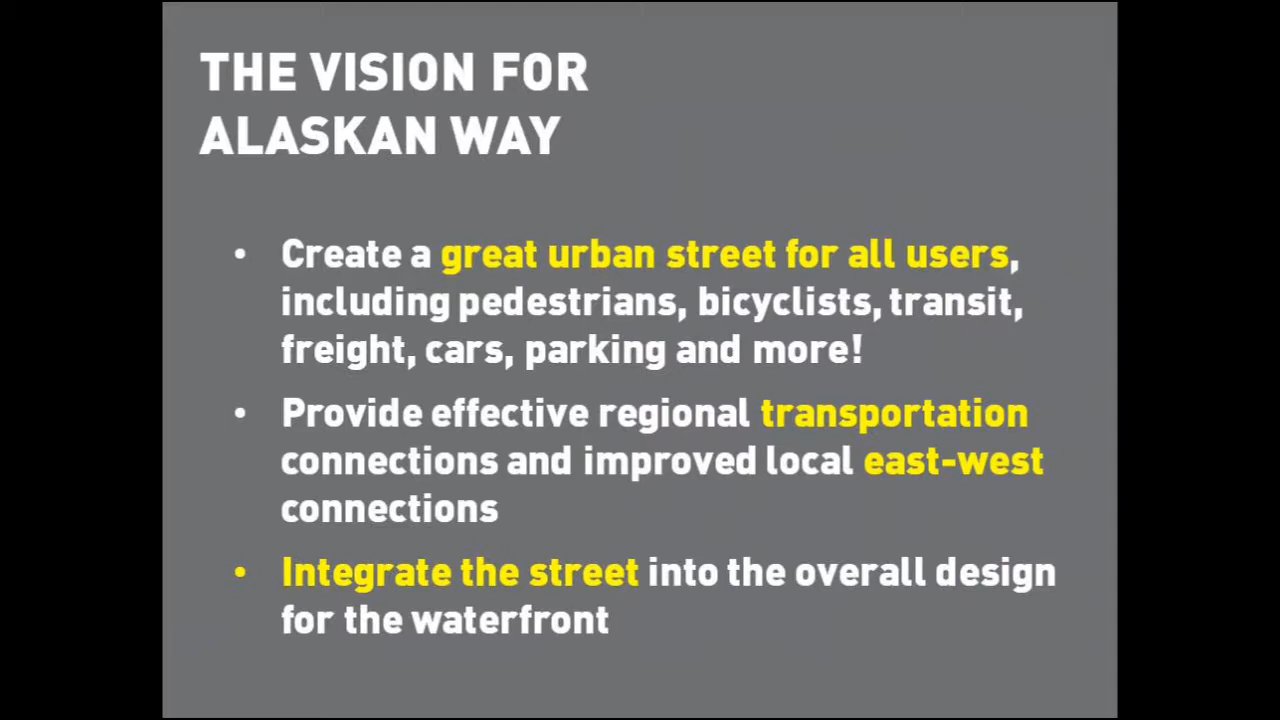 THE VISION FOR
ALASKAN WAY
• Create a great urban street for all users,
including pedestrians, bicyclists, transit,
freight, cars, parking and more!
• Provide effective regional transportation
connections and improved local east-west
connections
• Integrate the street into the overall design
for the waterfront